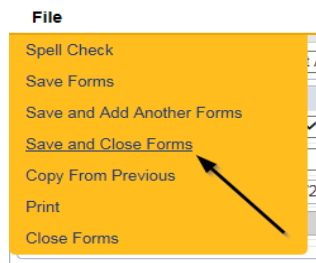 File
Spell Check
Save Forms
Save and Add Another Forms
Save and Close Forms
Copy From Previous
Print
Close Forms